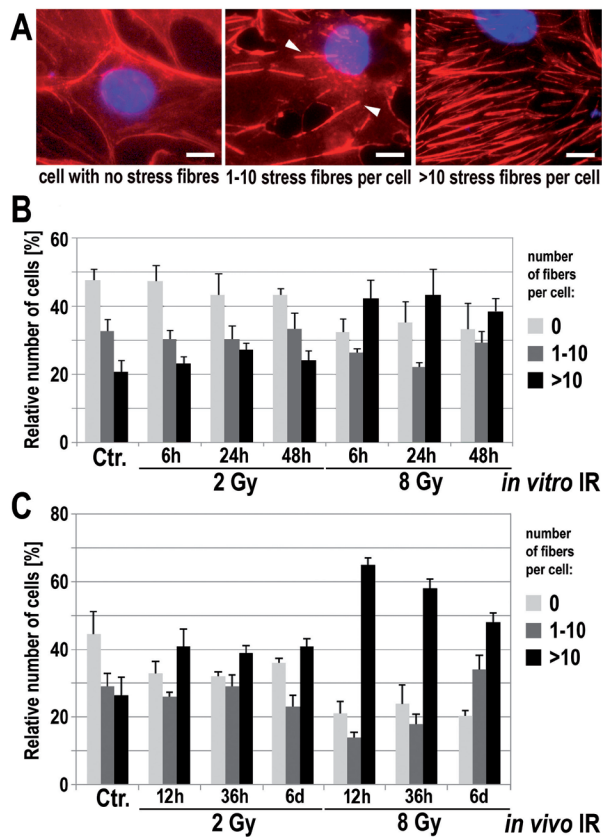 A
cell with no stress fibres 1-10 stress fibres per cell >10 stress fibres per cell
B
Relative number of cells [%]
60
40
20
0
Ctr. 6h 24h 48h 6h 24h 48h
2 Gy 8 Gy in vitro IR
number
of fibers
per cell:
0
1-10
>10
C
Relative number of cells [%]
80
60
40
20
0
Ctr. 12h 36h 6d 12h 36h 6d
2 Gy 8 Gy in vivo IR
number
of fibers
per cell:
0
1-10
>10